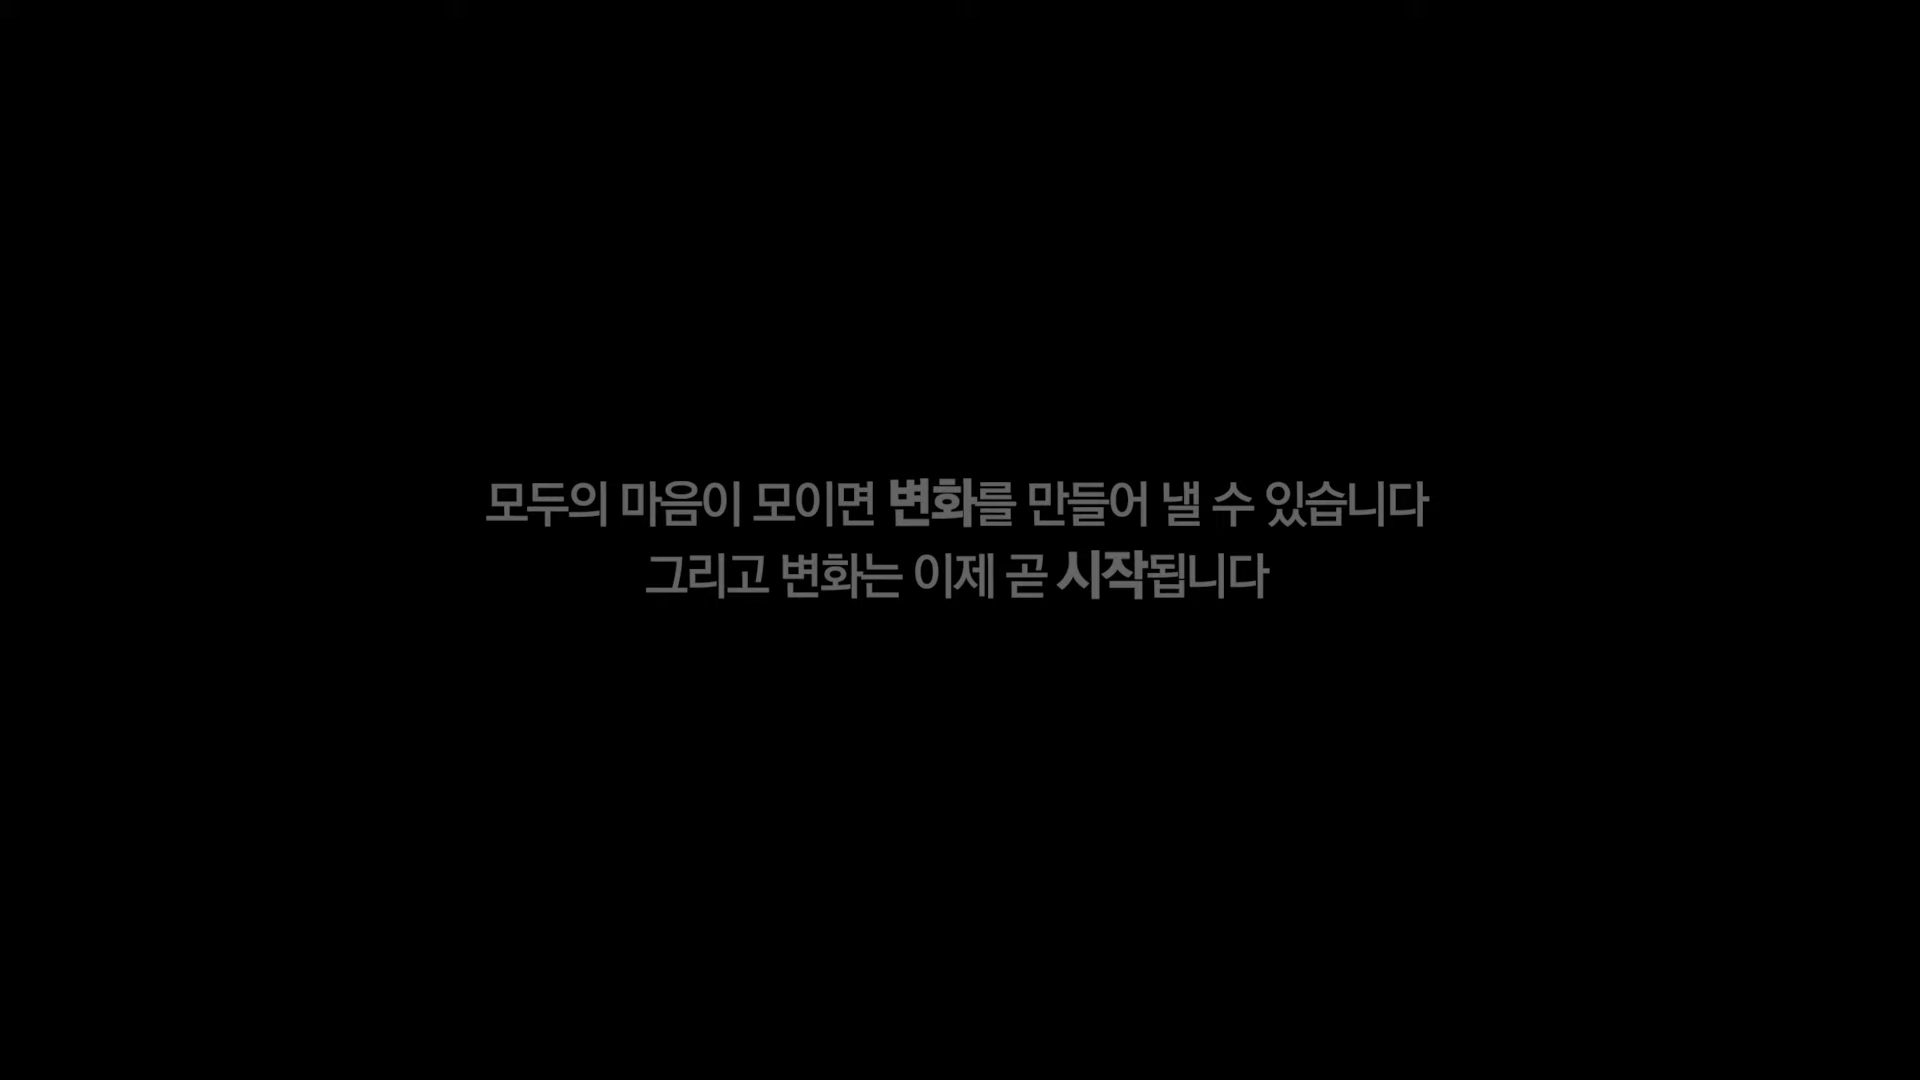 모두의 마음이 모이면 변화를 만들어 낼 수 있습니다
그리고 변화는 이제 곧 시작됩니다